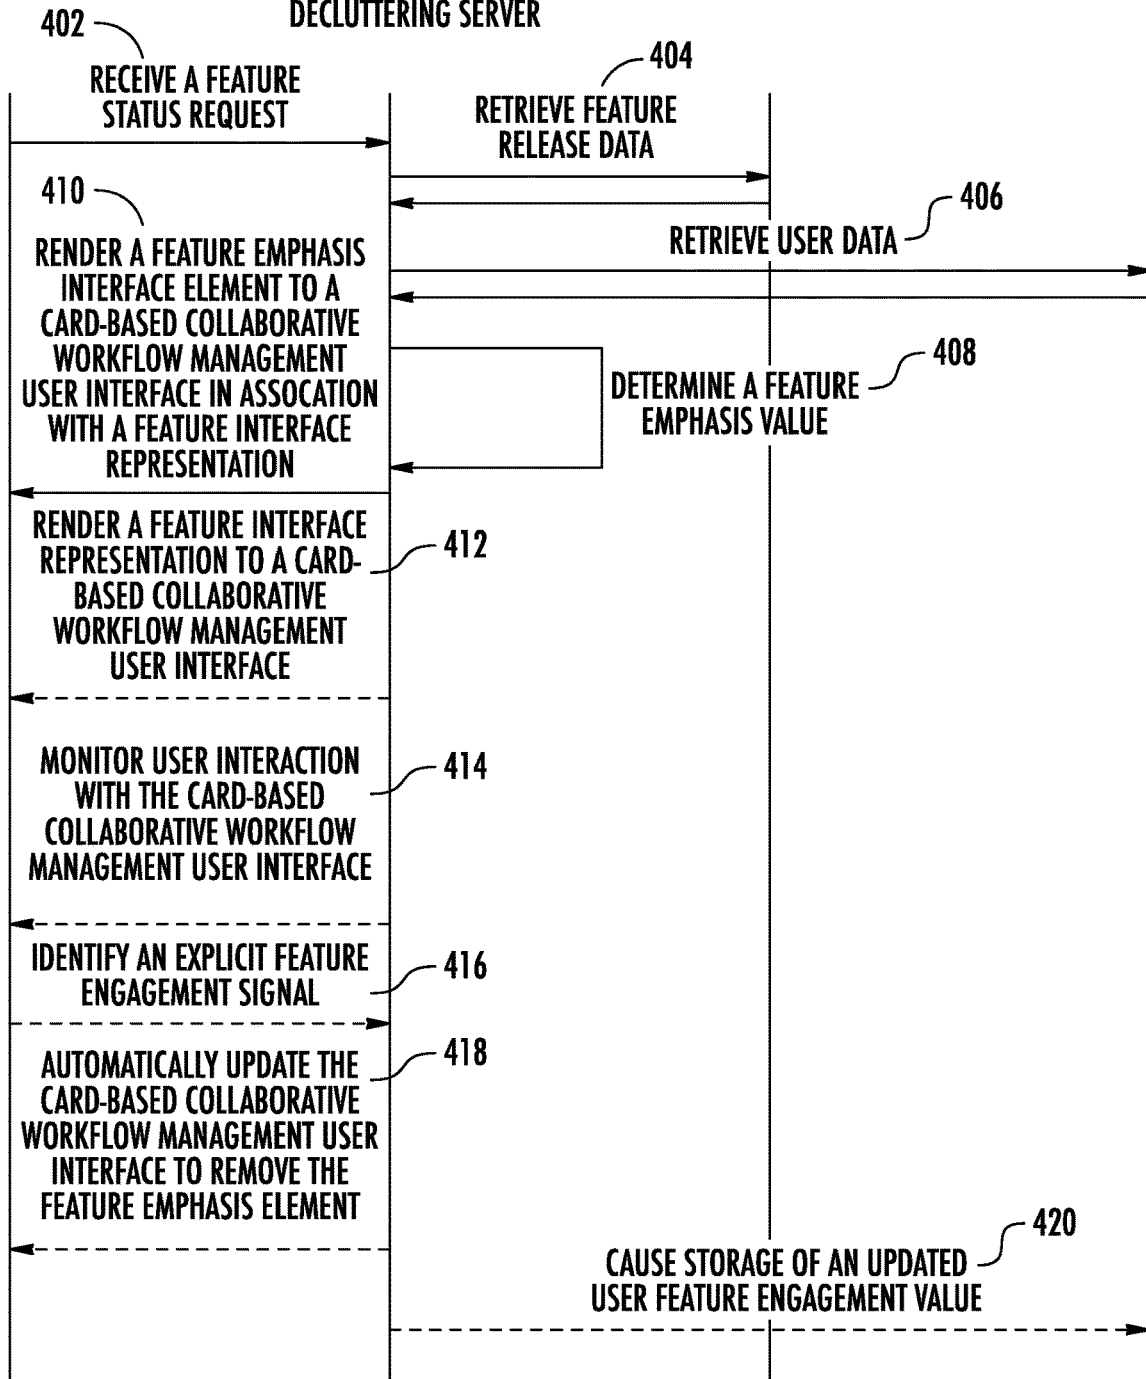 DECLUTTERING SERVER
402
RECEIVE A FEATURE
STATUS REQUEST
404
RETRIEVE FEATURE
RELEASE DATA
406
RETRIEVE USER DATA
408
DETERMINE A FEATURE
EMPHASIS VALUE
410
RENDER A FEATURE EMPHASIS
INTERFACE ELEMENT TO A
CARD-BASED COLLABORATIVE
WORKFLOW MANAGEMENT
USER INTERFACE IN ASSOCATION
WITH A FEATURE INTERFACE
REPRESENTATION
412
RENDER A FEATURE INTERFACE
REPRESENTATION TO A CARD-
BASED COLLABORATIVE
WORKFLOW MANAGEMENT
USER INTERFACE
414
MONITOR USER INTERACTION
WITH THE CARD-BASED
COLLABORATIVE WORKFLOW
MANAGEMENT USER INTERFACE
416
IDENTIFY AN EXPLICIT FEATURE
ENGAGEMENT SIGNAL
418
AUTOMATICALLY UPDATE THE
CARD-BASED COLLABORATIVE
WORKFLOW MANAGEMENT USER
INTERFACE TO REMOVE THE
FEATURE EMPHASIS ELEMENT
420
CAUSE STORAGE OF AN UPDATED
USER FEATURE ENGAGEMENT VALUE